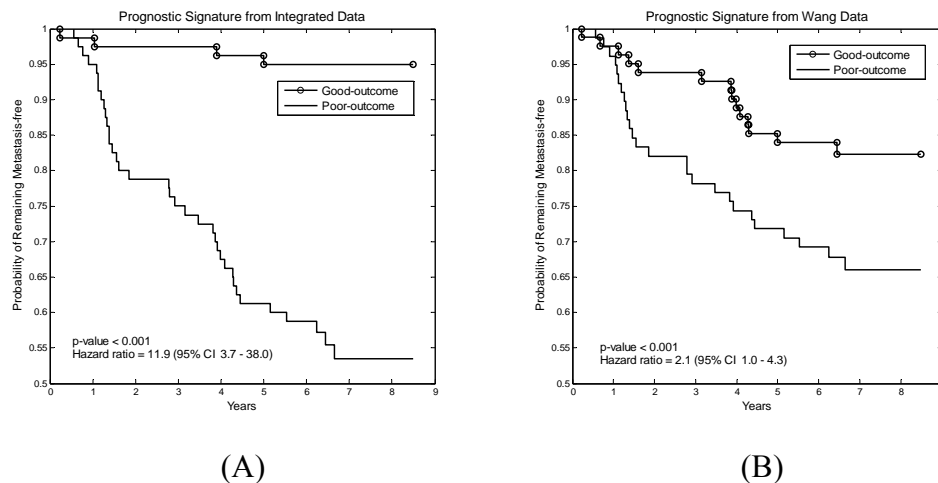 Prognostic Signature from Integrated Data
Probability of Remaining Metastasis-free
1
0.95
0.9
0.85
0.8
0.75
0.7
0.65
0.6
0.55
0.5
Good-outcome
Poor-outcome
p-value < 0.001
Hazard ratio = 11.9 (95% CI 3.7 - 38.0)
0 1 2 3 4 5 6 7 8 9
Years
(A)
Prognostic Signature from Wang Data
Probability of Remaining Metastasis-free
1
0.95
0.9
0.85
0.8
0.75
0.7
0.65
0.6
0.55
0.5
Good-outcome
Poor-outcome
p-value < 0.001
Hazard ratio = 2.1 (95% CI 1.0 - 4.3)
0 1 2 3 4 5 6 7 8
Years
(B)